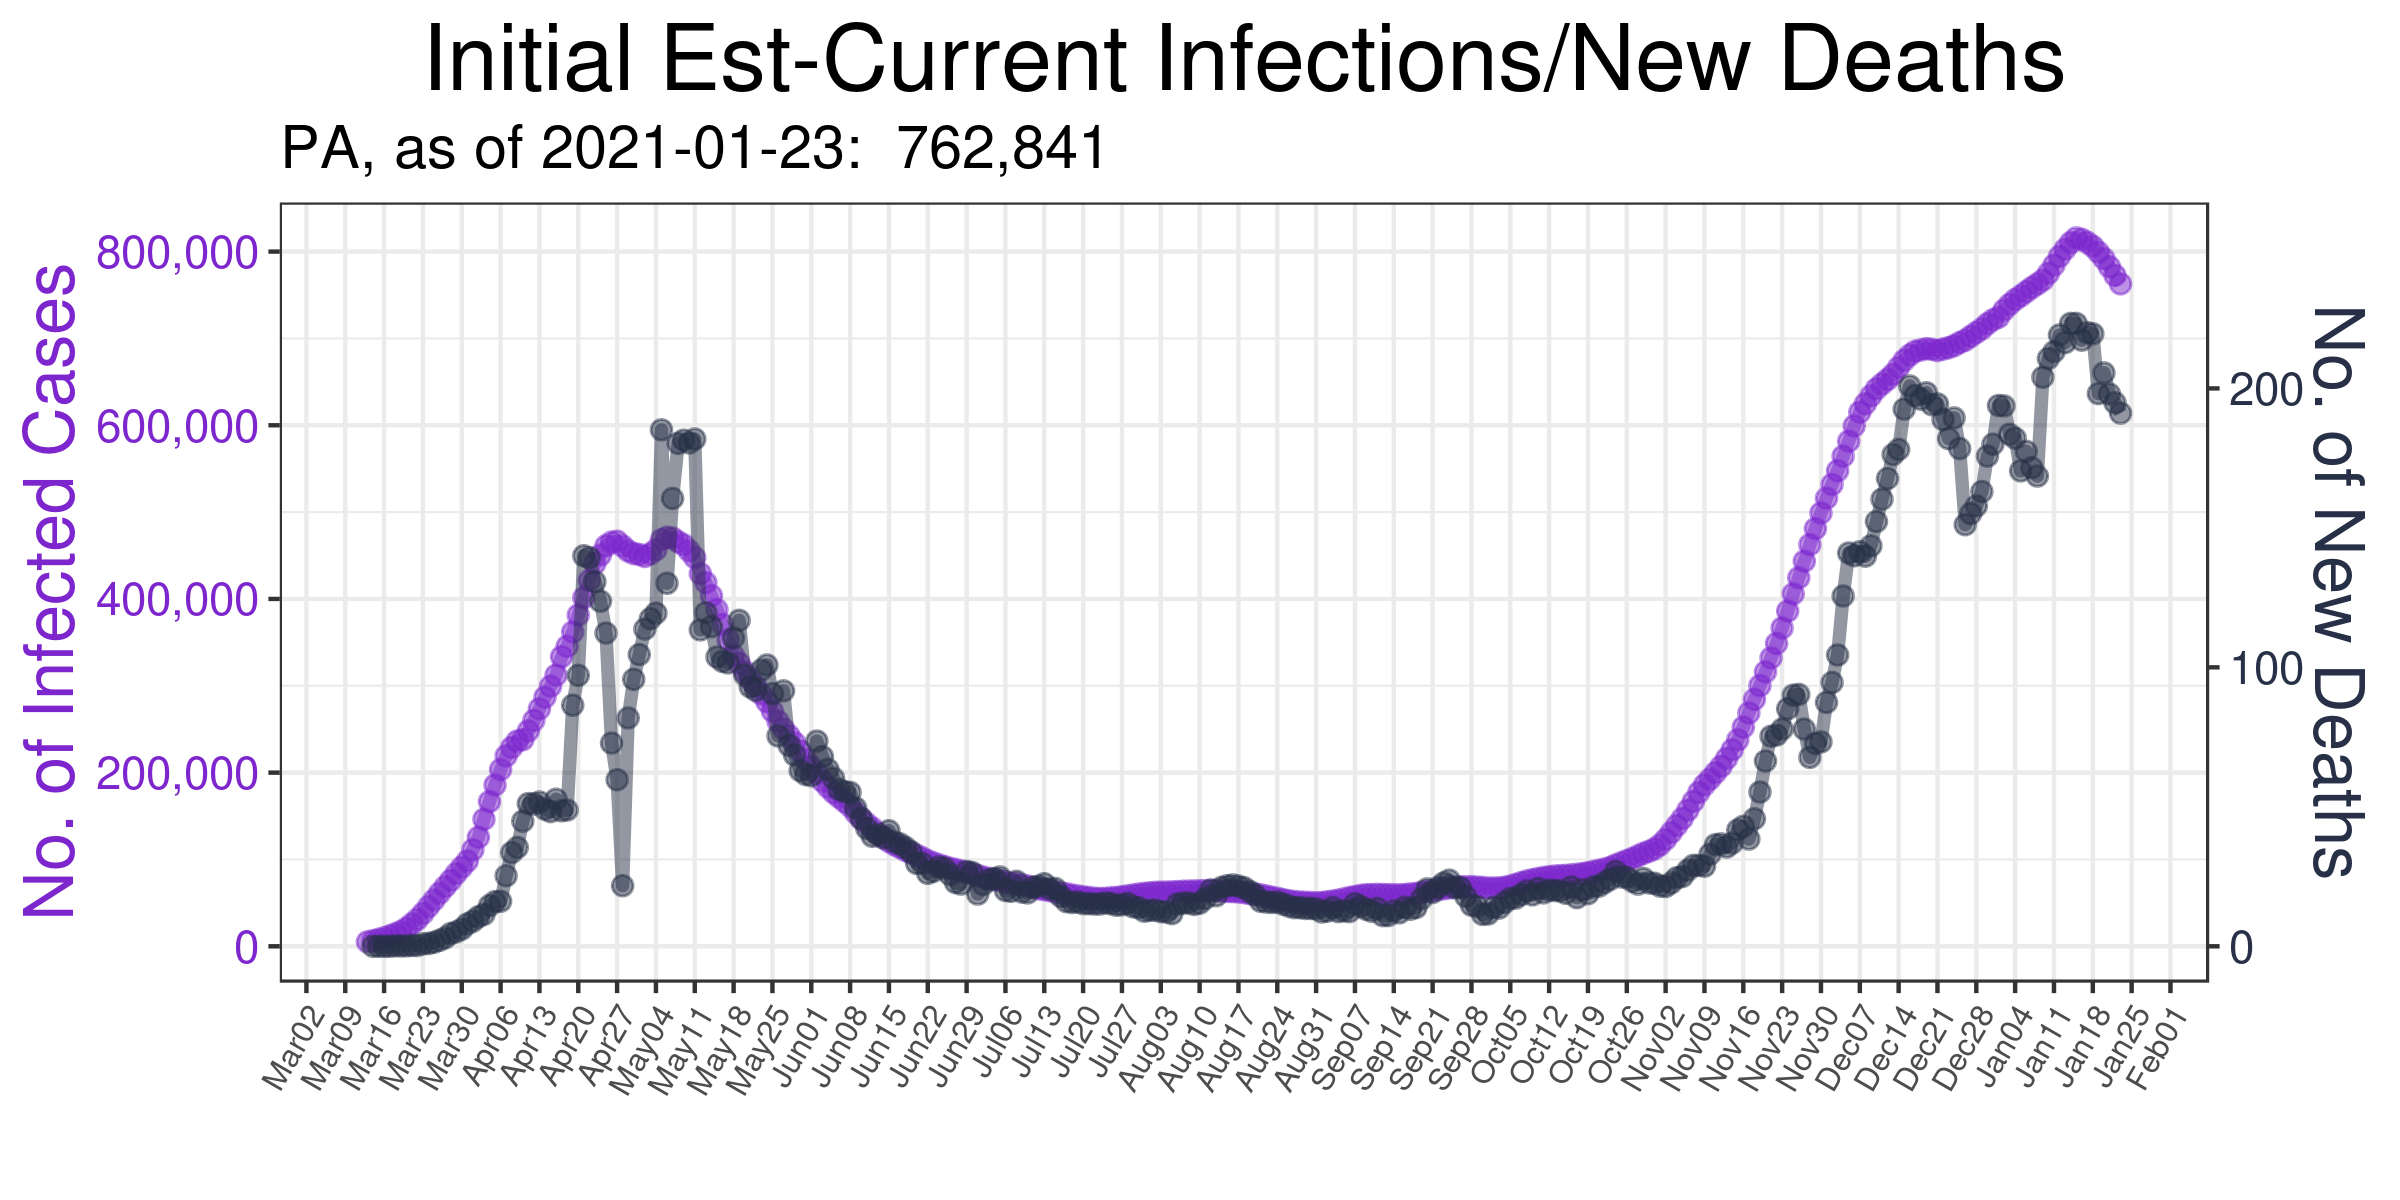 Initial Est-Current Infections/New Deaths
PA, as of 2021-01-23:  762,841
No. of Infected Cases
800,000
600,000
400,000
200,000
0
No. of New Deaths
200
100
0
Mar02
Mar09
Mar16
Mar23
Mar30
Apr06
Apr13
Apr20
Apr27
May04
May11
May18
May25
Jun01
Jun08
Jun15
Jun22
Jun29
Jul06
Jul13
Jul20
Jul27
Aug03
Aug10
Aug17
Aug24
Aug31
Sep07
Sep14
Sep21
Sep28
Oct05
Oct12
Oct19
Oct26
Nov02
Nov09
Nov16
Nov23
Nov30
Dec07
Dec14
Dec21
Dec28
Jan04
Jan11
Jan18
Jan25
Feb01